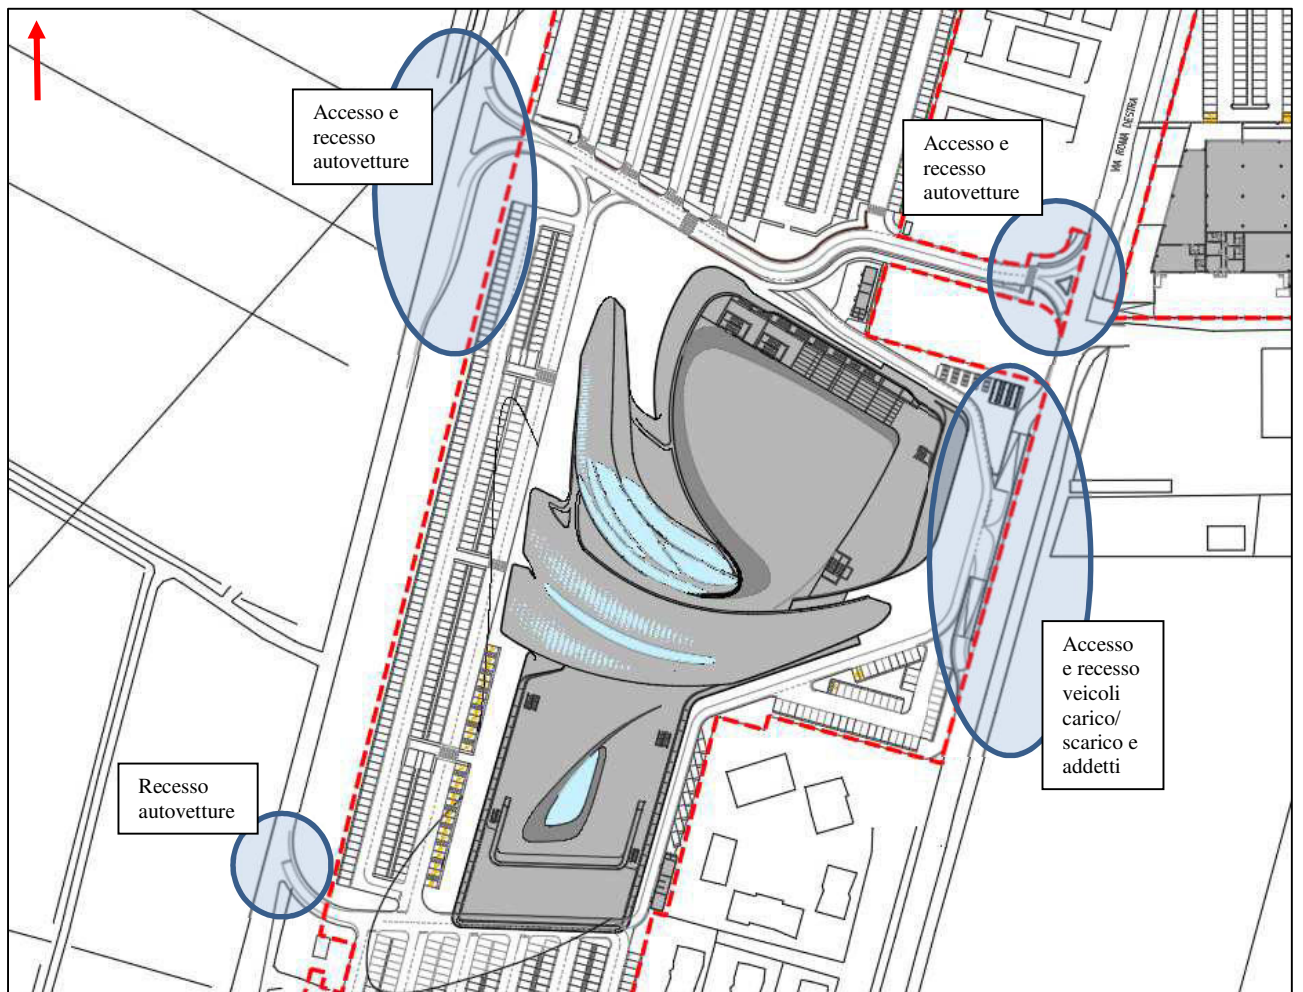 Accesso e
recesso
autovetture
Accesso e
recesso
autovetture
VIA ROMA DESTRA
Accesso
e recesso
veicoli
carico/
scarico e
addetti
Recesso
autovetture